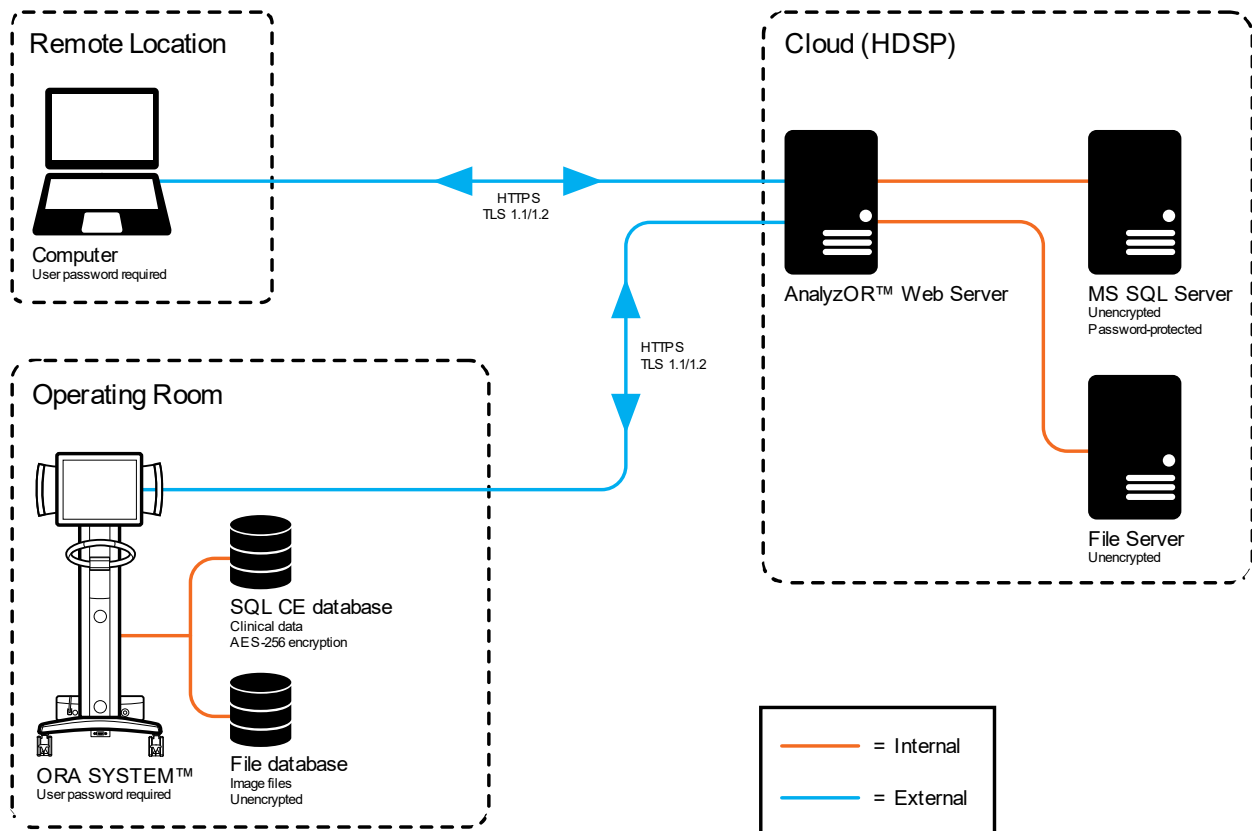 Remote Location
Computer
User password required
HTTPS
TLS 1.1/1.2
Cloud (HDSP)
AnalyzOR™ Web Server
MS SQL Server
Unencrypted
Password-protected
File Server
Unencrypted
HTTPS
TLS 1.1/1.2
Operating Room
SQL CE database
Clinical data
AES-256 encryption
File database
Image files
Unencrypted
ORA SYSTEM™
User password required
= Internal
= External